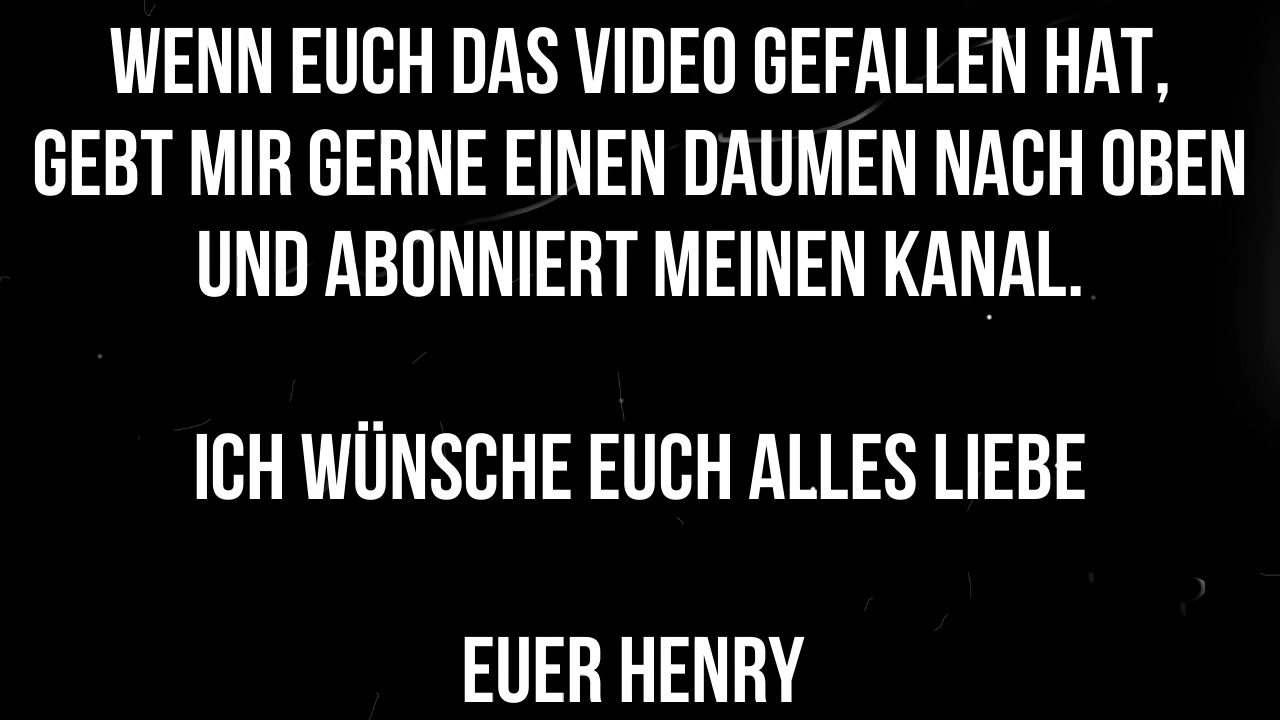 WENN EUCH DAS VIDEO GEFALLEN HAT,
GEBT MIR GERNE EINEN DAUMEN NACH OBEN
UND ABONNIERT MEINEN KANAL.
ICH WÜNSCHE EUCH ALLES LIEBE
EUER HENRY